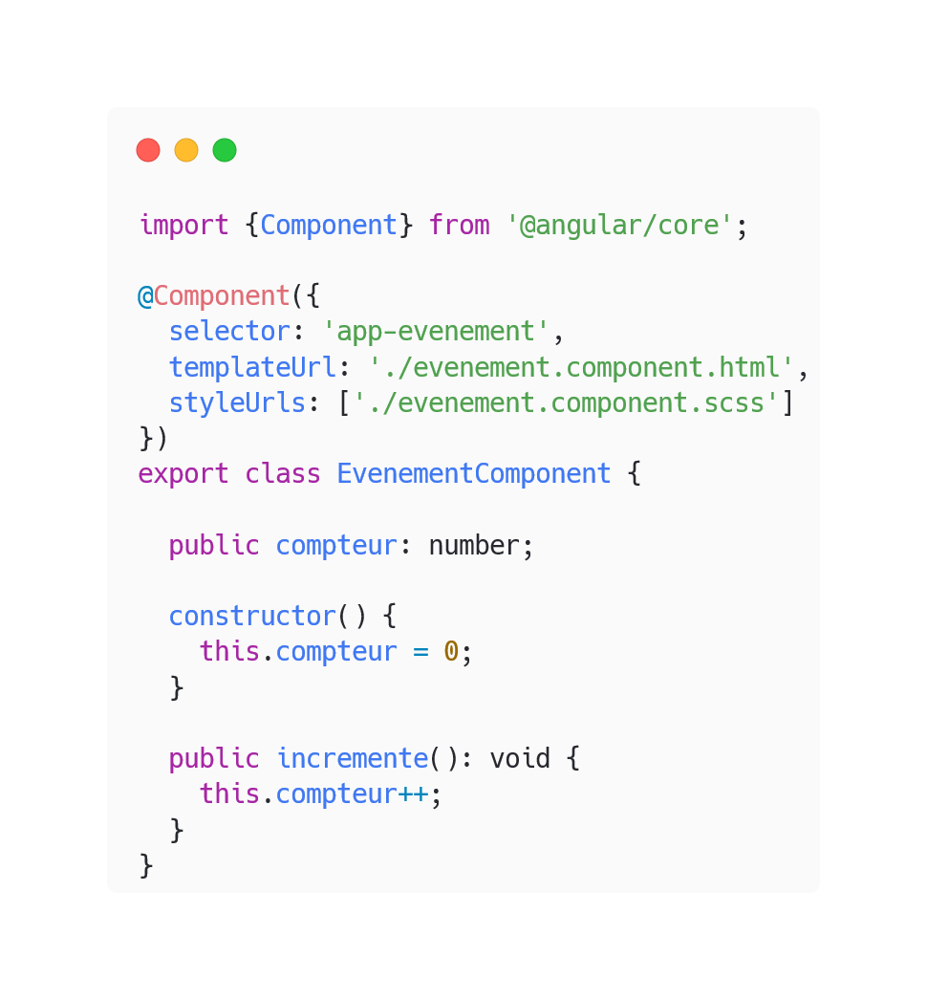 import {Component} from '@angular/core';
@Component({
  selector: 'app-evenement',
  templateUrl: './evenement.component.html',
  styleUrls: ['./evenement.component.scss']
})
export class EvenementComponent {
  public compteur: number;
  constructor() {
    this.compteur = 0;
  }
  public incremente(): void {
    this.compteur++;
  }
}